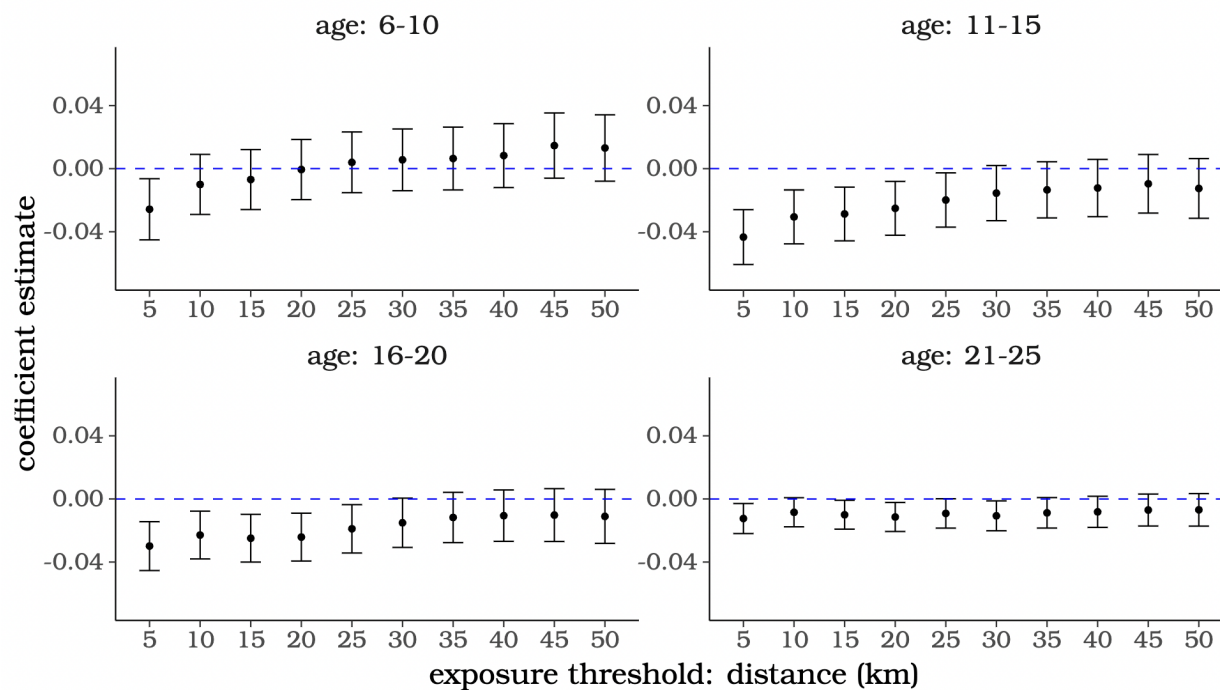 age: 6-10
age: 11-15
0.04
0.00
-0.04
5 10 15 20 25 30 35 40 45 50
0.04
0.00
-0.04
5 10 15 20 25 30 35 40 45 50
coefficient estimate
age: 16-20
age: 21-25
0.04
0.00
-0.04
5 10 15 20 25 30 35 40 45 50
0.04
0.00
-0.04
5 10 15 20 25 30 35 40 45 50
exposure threshold: distance (km)